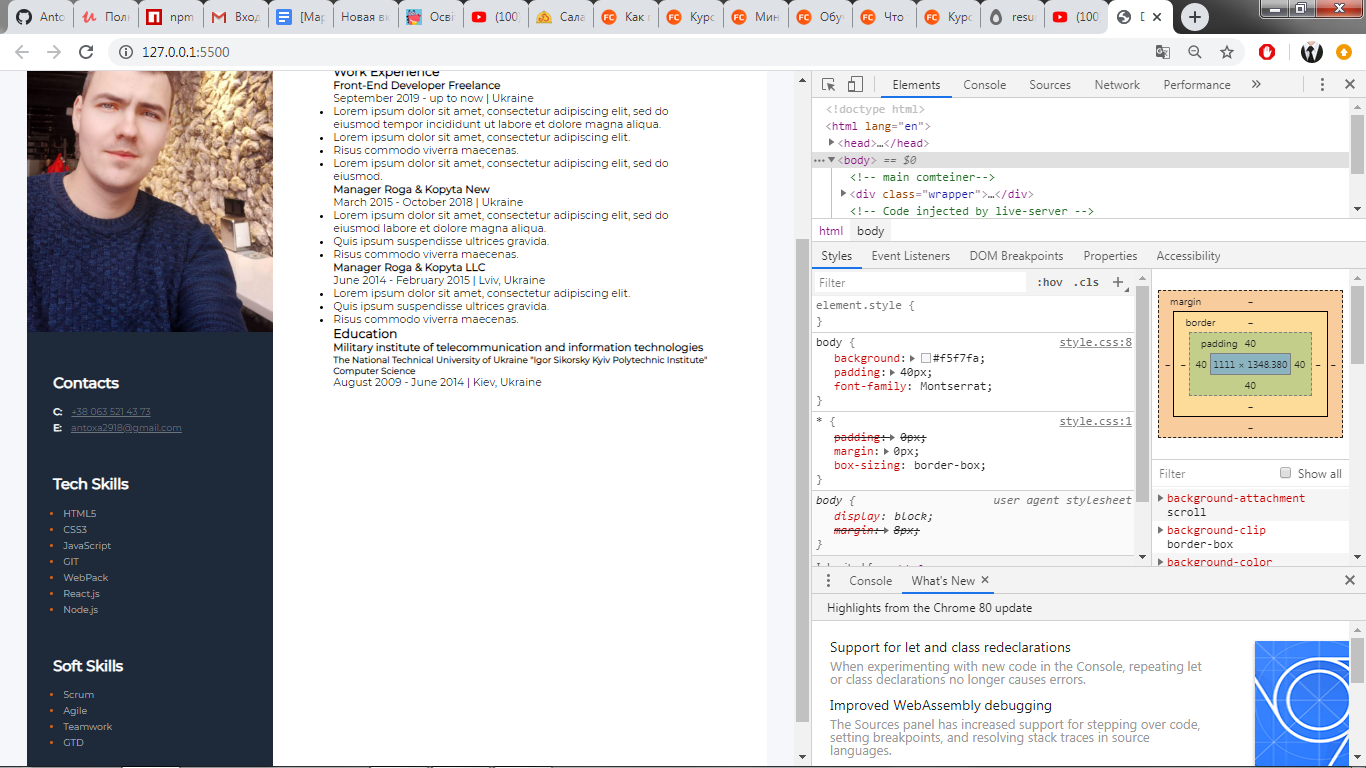 Anto
Пол
npm
Вход
[Мар
Новая вк
Осві
(100)
Сала
Как
Курс
Мин
Обу
Что
Курс
resu
(100
D
127.0.0.1:5500
Work Experience
Front-End Developer Freelance
September 2019 - up to now | Ukraine
Lorem ipsum dolor sit amet, consectetur adipiscing elit, sed do
eiusmod tempor incididunt ut labore et dolore magna aliqua.
Lorem ipsum dolor sit amet, consectetur adipiscing elit.
Risus commodo viverra maecenas.
Lorem ipsum dolor sit amet, consectetur adipiscing elit, sed do
eiusmod.
Manager Roga & Kopyta New
March 2015 - October 2018 | Ukraine
Lorem ipsum dolor sit amet, consectetur adipiscing elit, sed do
eiusmod labore et dolore magna aliqua.
Quis ipsum suspendisse ultrices gravida.
Risus commodo viverra maecenas.
Manager Roga & Kopyta LLC
June 2014 - February 2015 | Lviv, Ukraine
Lorem ipsum dolor sit amet, consectetur adipiscing elit.
Quis ipsum suspendisse ultrices gravida.
Risus commodo viverra maecenas.
Education
Military institute of telecommunication and information technologies
The National Technical University of Ukraine "Igor Sikorsky Kyiv Polytechnic Institute"
Computer Science
August 2009 - June 2014 | Kiev, Ukraine
Contacts
C: +38 063 521 43 73
E: antoxa2918@gmail.com
Tech Skills
HTML5
CSS3
JavaScript
GIT
WebPack
React.js
Node.js
Soft Skills
Scrum
Agile
Teamwork
GTD
Elements Console Sources Network Performance »
<!doctype html>
<html lang="en">
<head>…</head>
<body> == $0
<!-- main comteiner-->
<div class="wrapper">…</div>
<!-- Code injected by live-server -->
html body
Styles Event Listeners DOM Breakpoints Properties Accessibility
Filter :hov .cls +
element.style {
}
body { style.css:8
background: #f5f7fa;
padding: 40px;
font-family: Montserrat;
}
* { style.css:1
padding: 0px;
margin: 0px;
box-sizing: border-box;
}
body { user agent stylesheet
display: block;
margin: 8px;
}
margin –
border –
padding 40
– – 40 1111 × 1348.380 40 – –
40
–
–
Filter Show all
background-attachment
scroll
background-clip
border-box
background-color
Console What's New
Highlights from the Chrome 80 update
Support for let and class redeclarations
When experimenting with new code in the Console, repeating let
or class declarations no longer causes errors.
Improved WebAssembly debugging
The Sources panel has increased support for stepping over code,
setting breakpoints, and resolving stack traces in source
languages.